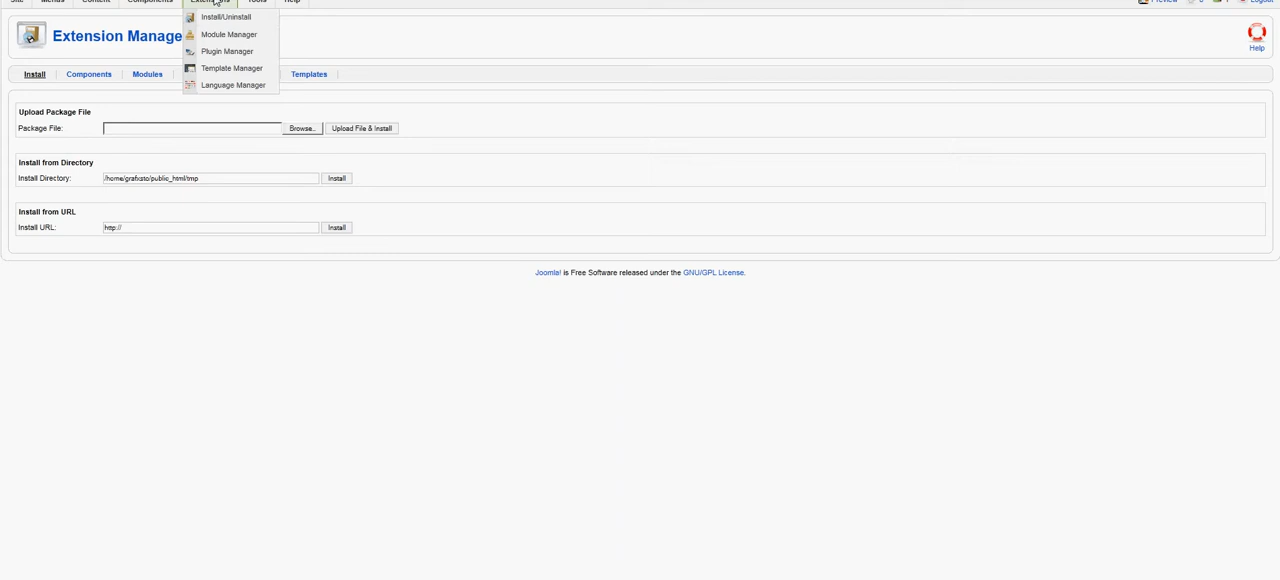 Site Menus Content Components Extensions Tools Help Preview Logout
Install/Uninstall
Extension Manage
Module Manager
Help
Plugin Manager
Template Manager
Install Components Modules Templates
Language Manager
Upload Package File
Package File: Browse... Upload File & Install
Install from Directory
Install Directory: /home/grafixsto/public_html/tmp Install
Install from URL
Install URL: http:// Install
Joomla! is Free Software released under the GNU/GPL License.